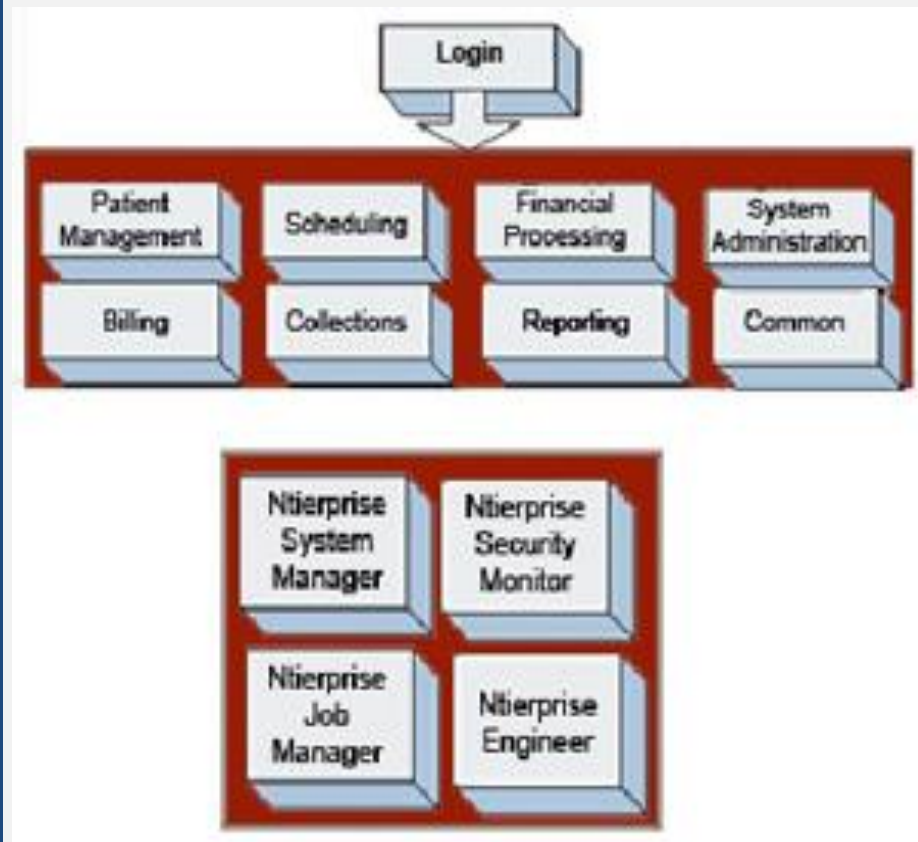 Login
Patient
Management
Scheduling
Financial
Processing
System
Administration
Billing
Collections
Reporting
Common
Ntierprise
System
Manager
Ntierprise
Security
Monitor
Ntierprise
Job
Manager
Ntierprise
Engineer